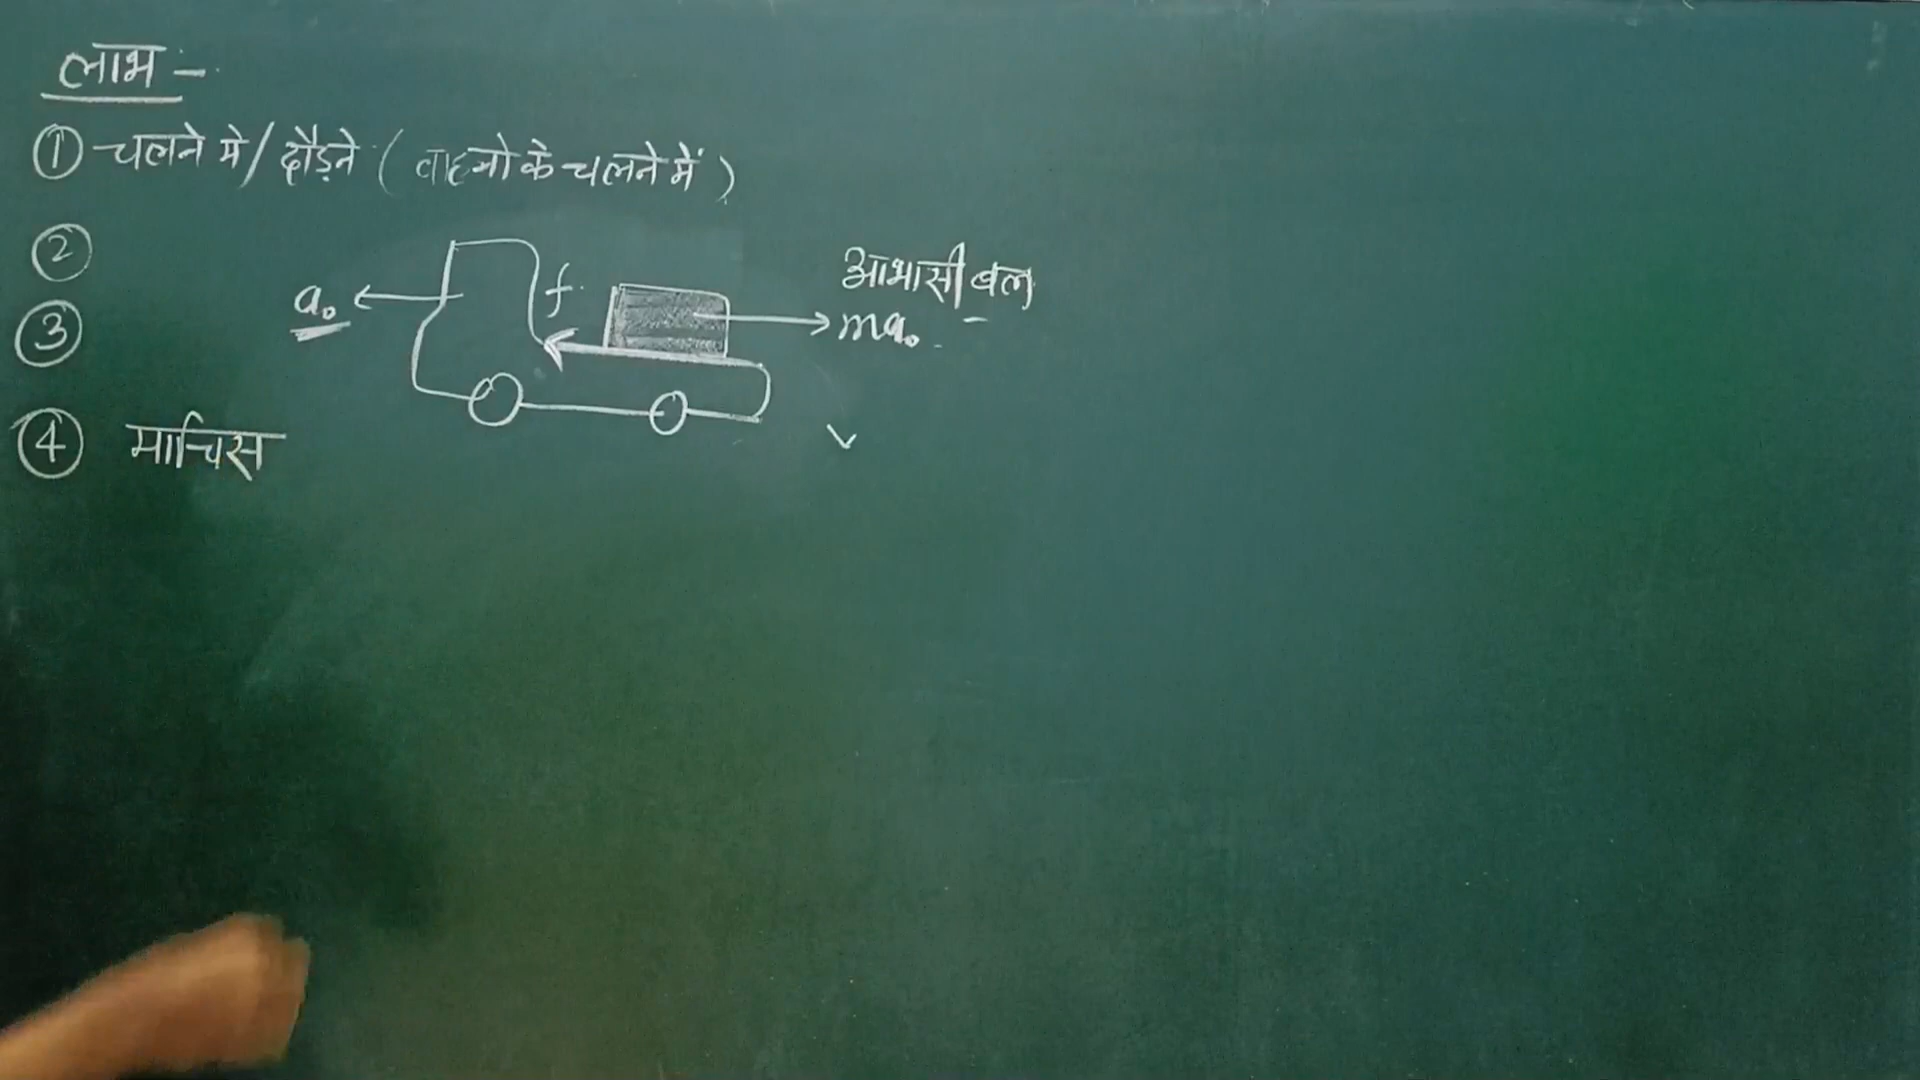 लाभ -
① चलने मे / दौड़ने ( वाहनो के चलने में )
②
③
a₀
f
आभासी बल
ma₀
④ माचिस